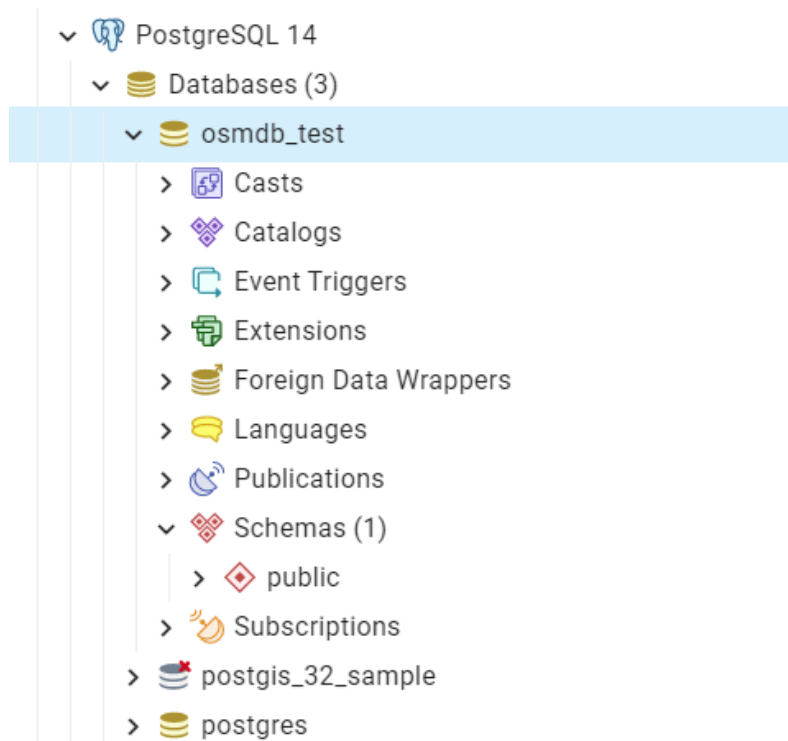 PostgreSQL 14
Databases (3)
osmdb_test
Casts
Catalogs
Event Triggers
Extensions
Foreign Data Wrappers
Languages
Publications
Schemas (1)
public
Subscriptions
postgis_32_sample
postgres